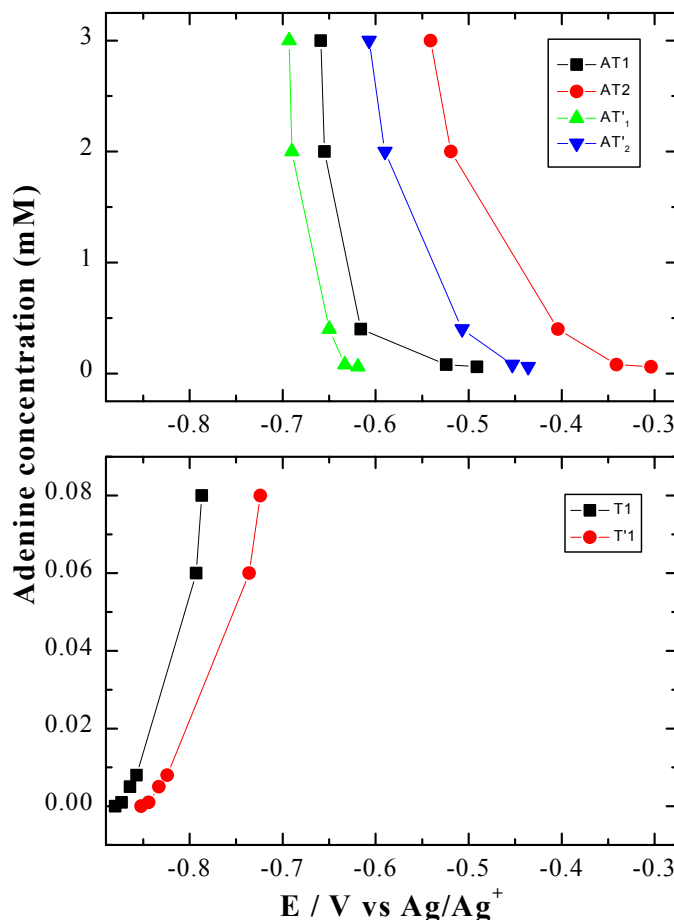 3
2
1
0
AT1
AT2
AT'1
AT'2
-0.8 -0.7 -0.6 -0.5 -0.4 -0.3
Adenine concentration (mM)
0.08
0.06
0.04
0.02
0.00
T1
T'1
-0.8 -0.7 -0.6 -0.5 -0.4 -0.3
E / V vs Ag/Ag+